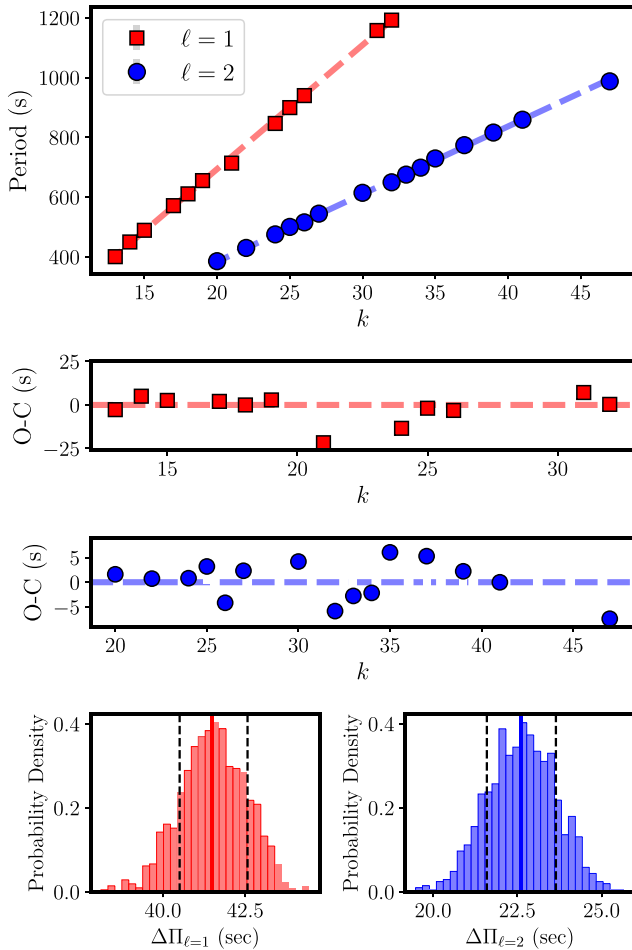 ℓ = 1
ℓ = 2
Period (s)
1200
1000
800
600
400
15 20 25 30 35 40 45
k
O-C (s)
25
0
−25
15 20 25 30
k
O-C (s)
5
0
−5
20 25 30 35 40 45
k
Probability Density
0.4
0.2
0.0
40.0 42.5
ΔΠℓ=1 (sec)
Probability Density
0.4
0.2
0.0
20.0 22.5 25.0
ΔΠℓ=2 (sec)